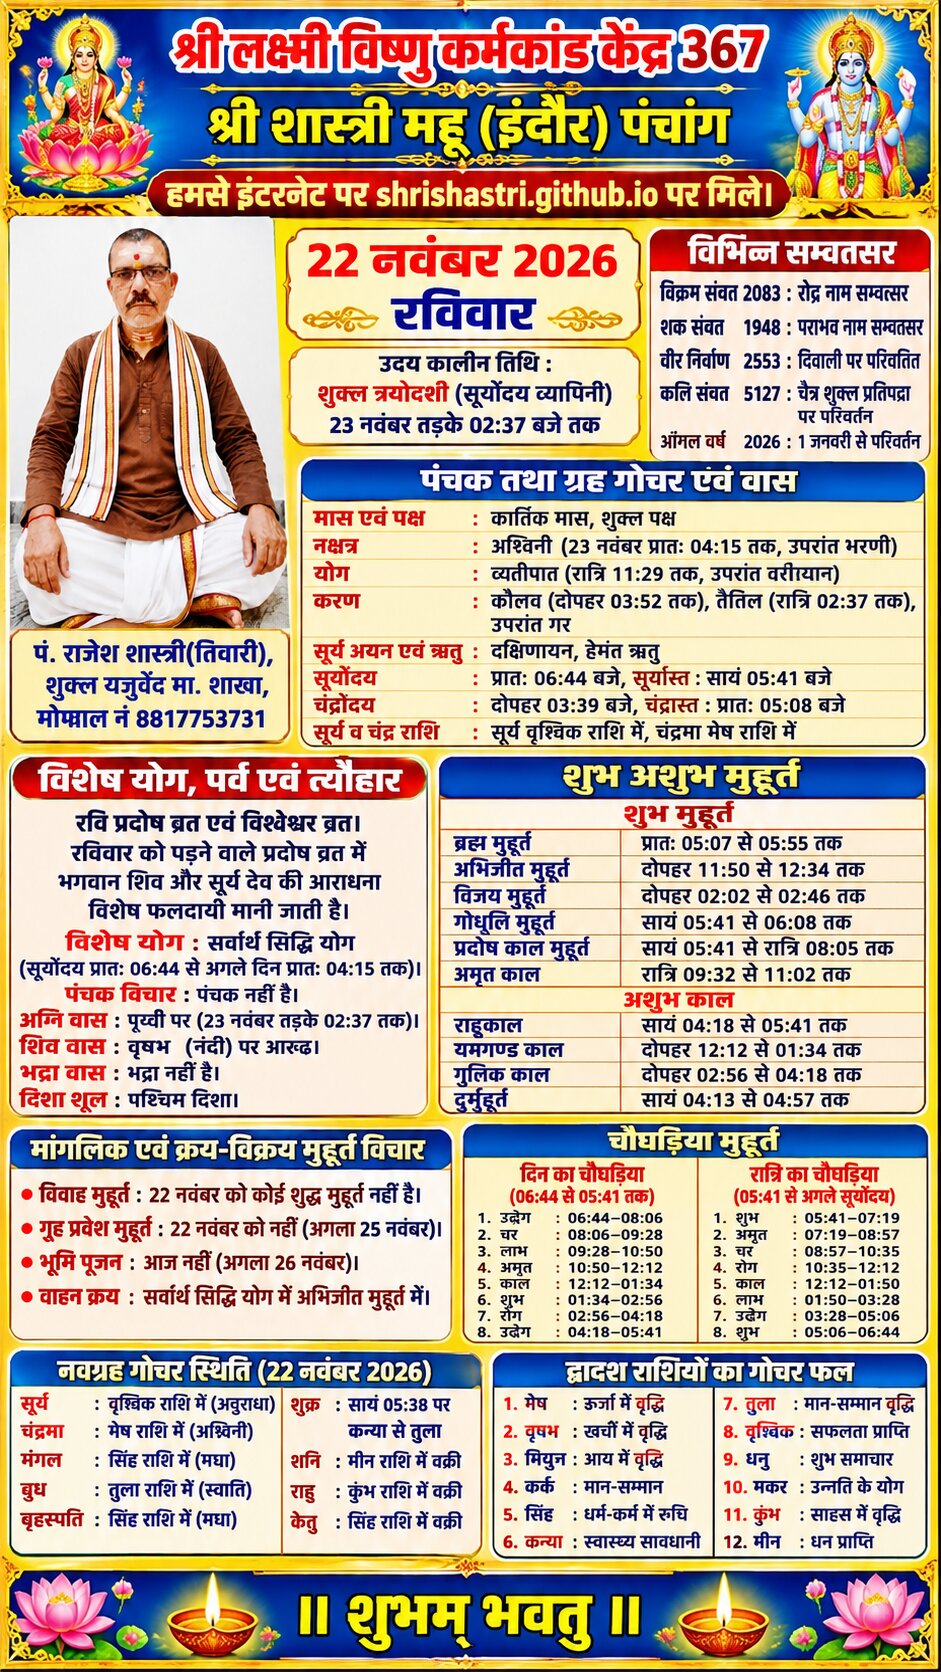 श्री लक्ष्मी विष्णु कर्मकांड केंद्र 367
श्री शास्त्री महू (इंदौर) पंचांग
हमसे इंटरनेट पर shrishastri.github.io पर मिले।
22 नवंबर 2026
रविवार
उदय कालीन तिथि :
शुक्ल त्रयोदशी (सूर्योदय व्यापिनी)
23 नवंबर तड़के 02:37 बजे तक
विभिन्न सम्वतसर
विक्रम संवत 2083 : रोद्र नाम सम्वत्सर
शक संवत 1948 : पराभव नाम सम्वतसर
वीर निर्वाण 2553 : दिवाली पर परिवतित
कलि संवत 5127 : चैत्र शुक्ल प्रतिपद्रा
पर परिवर्तन
ऑंमल वर्ष 2026 : 1 जनवरी से परिवर्तन
पं. राजेश शास्त्री(तिवारी),
शुक्ल यजुर्वेद मा. शाखा,
नं 8817753731
पंचक तथा ग्रह गोचर एवं वास
मास एवं पक्ष : कार्तिक मास, शुक्ल पक्ष
नक्षत्र : अश्विनी (23 नवंबर प्रातः 04:15 तक, उपरांत भरणी)
योग : व्यतीपात (रात्रि 11:29 तक, उपरांत वरीयान)
करण : कौलव (दोपहर 03:52 तक), तैतिल (रात्रि 02:37 तक),
उपरांत गर
सूर्य अयन एवं ऋतु : दक्षिणायन, हेमंत ऋतु
सूर्योदय : प्रातः 06:44 बजे, सूर्यास्त : सायं 05:41 बजे
चंद्रोंदय : दोपहर 03:39 बजे, चंद्रास्त : प्रातः 05:08 बजे
सूर्य व चंद्र राशि : सूर्य वृश्चिक राशि में, चंद्रमा मेष राशि में
विशेष योग, पर्व एवं त्यौहार
रवि प्रदोष व्रत एवं विश्वेश्वर व्रत।
रविवार को पड़ने वाले प्रदोष व्रत में
भगवान शिव और सूर्य देव की आराधना
विशेष फलदायी मानी जाती है।
विशेष योग : सर्वार्थ सिद्धि योग
(सूर्योदय प्रातः 06:44 से अगले दिन प्रातः 04:15 तक)।
पंचक विचार : पंचक नहीं है।
अग्नि वास : पृथ्वी पर (23 नवंबर तड़के 02:37 तक)।
शिव वास : वृषभ (नंदी) पर आरूढ।
भद्रा वास : भद्रा नहीं है।
दिशा शूल : पश्चिम दिशा।
शुभ अशुभ मुहूर्त
शुभ मुहूर्त
ब्रह्म मुहूर्त प्रातः 05:07 से 05:55 तक
अभिजीत मुहूर्त दोपहर 11:50 से 12:34 तक
विजय मुहूर्त दोपहर 02:02 से 02:46 तक
गोधूलि मुहूर्त सायं 05:41 से 06:08 तक
प्रदोष काल मुहूर्त सायं 05:41 से रात्रि 08:05 तक
अमृत काल रात्रि 09:32 से 11:02 तक
अशुभ काल
राहूकाल सायं 04:18 से 05:41 तक
यमगण्ड काल दोपहर 12:12 से 01:34 तक
गुलिक काल दोपहर 02:56 से 04:18 तक
दुर्मुहूर्त सायं 04:13 से 04:57 तक
मांगलिक एवं क्रय-विक्रय मुहूर्त विचार
• विवाह मुहूर्त : 22 नवंबर को कोई शुद्ध मुहूर्त नहीं है।
• गृह प्रवेश मुहूर्त : 22 नवंबर को नहीं (अगला 25 नवंबर)।
• भूमि पूजन : आज नहीं (अगला 26 नवंबर)।
• वाहन क्रय : सर्वार्थ सिद्धि योग में अभिजीत मुहूर्त में।
चौघड़िया मुहूर्त
दिन का चौघड़िया
(06:44 से 05:41 तक)
1. उद्वेग : 06:44–08:06
2. चर : 08:06–09:28
3. लाभ : 09:28–10:50
4. अमृत : 10:50–12:12
5. काल : 12:12–01:34
6. शुभ : 01:34–02:56
7. रोग : 02:56–04:18
8. उद्वेग : 04:18–05:41
रात्रि का चौघड़िया
(05:41 से अगले सूर्योदय)
1. शुभ : 05:41–07:19
2. अमृत : 07:19–08:57
3. चर : 08:57–10:35
4. रोग : 10:35–12:12
5. काल : 12:12–01:50
6. लाभ : 01:50–03:28
7. उद्वेग : 03:28–05:06
8. शुभ : 05:06–06:44
नवग्रह गोचर स्थिति (22 नवंबर 2026)
सूर्य : वृश्चिक राशि में (अनुराधा)
चंद्रमा : मेष राशि में (अश्विनी)
मंगल : सिंह राशि में (मघा)
बुध : तुला राशि में (स्वाति)
बृहस्पति : सिंह राशि में (मघा)
शुक्र : सायं 05:38 पर
कन्या से तुला
शनि : मीन राशि में वक्री
राहु : कुंभ राशि में वक्री
केतु : सिंह राशि में वक्री
द्वादश राशियों का गोचर फल
1. मेष : ऊर्जा में वृद्धि
2. वृषभ : खर्चों में वृद्धि
3. मिथुन : आय में वृद्धि
4. कर्क : मान-सम्मान
5. सिंह : धर्म-कर्म में रुचि
6. कन्या : स्वास्थ्य सावधानी
7. तुला : मान-सम्मान वृद्धि
8. वृश्चिक : सफलता प्राप्ति
9. धनु : शुभ समाचार
10. मकर : उन्नति के योग
11. कुंभ : साहस में वृद्धि
12. मीन : धन प्राप्ति
॥ शुभम् भवतु ॥